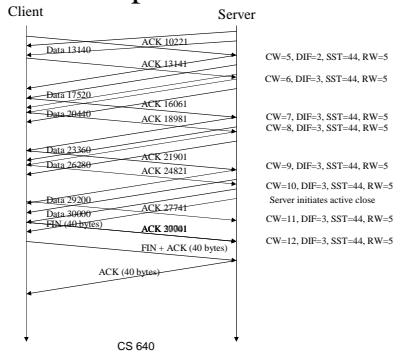 Client
Server
ACK 10221
Data 13140
ACK 13141
CW=5, DIF=2, SST=44, RW=5
CW=6, DIF=3, SST=44, RW=5
Data 17520
ACK 16061
Data 20440
ACK 18981
CW=7, DIF=3, SST=44, RW=5
CW=8, DIF=3, SST=44, RW=5
Data 23360
ACK 21901
Data 26280
ACK 24821
CW=9, DIF=3, SST=44, RW=5
CW=10, DIF=3, SST=44, RW=5
Data 29200
ACK 27741
Server initiates active close
Data 30000
FIN (40 bytes)
CW=11, DIF=3, SST=44, RW=5
CW=12, DIF=3, SST=44, RW=5
FIN + ACK (40 bytes)
ACK (40 bytes)
CS 640